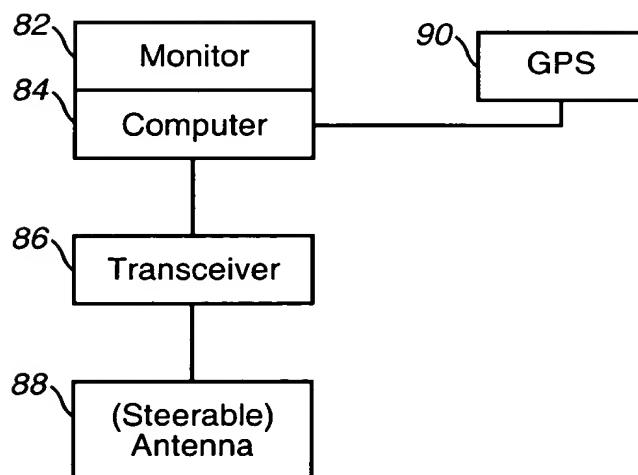 82
Monitor
90
GPS
84
Computer
86
Transceiver
88
(Steerable)
Antenna